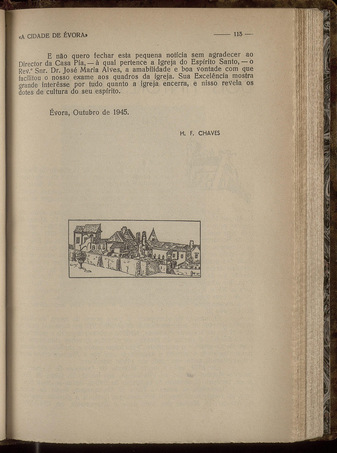 «A CIDADE DE ÉVORA» —— 115 —
E não quero fechar esta pequena notícia sem agradecer ao
Director da Casa Pia, — à qual pertence a Igreja do Espírito Santo, — o
Rev.º Snr. Dr. José Maria Alves, a amabilidade e boa vontade com que
facilitou o nosso exame aos quadros da igreja. Sua Excelência mostra
grande interêsse por tudo quanto a igreja encerra, e nisso revela os
dotes de cultura do seu espírito.
Évora, Outubro de 1945.
H. F. CHAVES